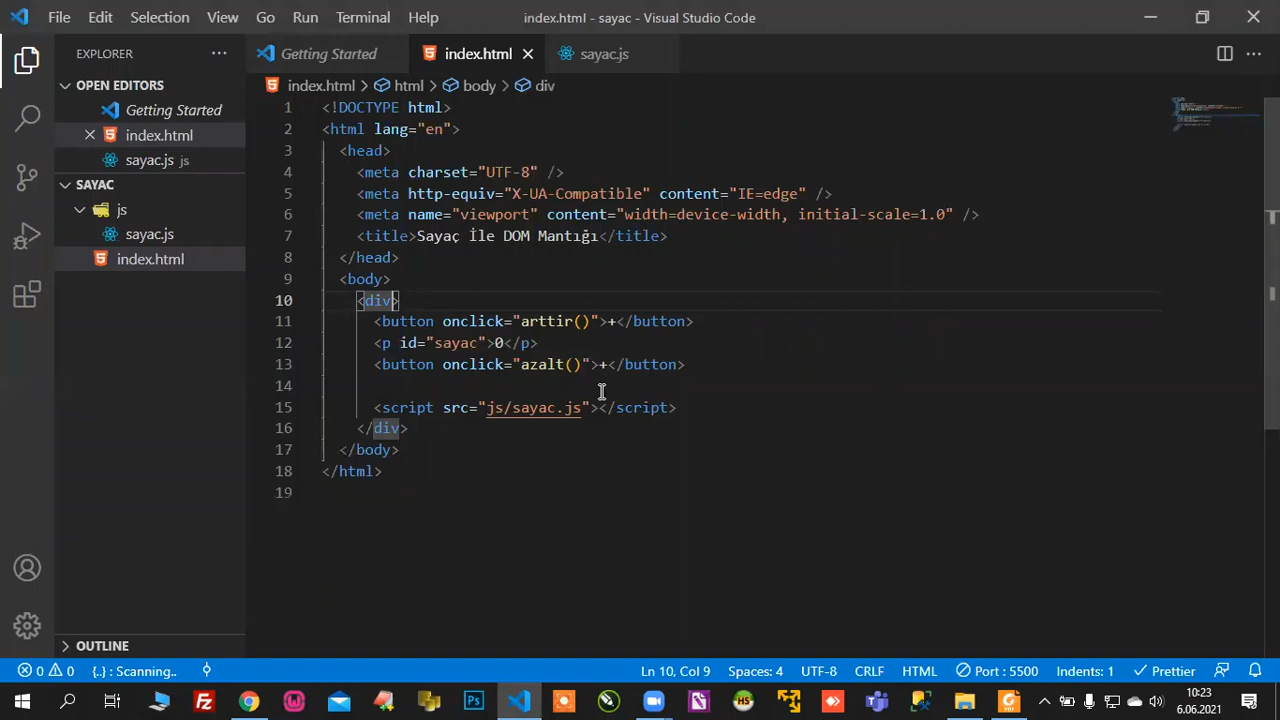 File Edit Selection View Go Run Terminal Help index.html - sayac - Visual Studio Code
EXPLORER
OPEN EDITORS
Getting Started
index.html
sayac.js js
SAYAC
js
sayac.js
index.html
OUTLINE
Getting Started index.html sayac.js
index.html > html > body > div
1 <!DOCTYPE html>
2 <html lang="en">
3 <head>
4 <meta charset="UTF-8" />
5 <meta http-equiv="X-UA-Compatible" content="IE=edge" />
6 <meta name="viewport" content="width=device-width, initial-scale=1.0" />
7 <title>Sayaç İle DOM Mantığı</title>
8 </head>
9 <body>
10 <div>
11 <button onclick="arttir()">+</button>
12 <p id="sayac">0</p>
13 <button onclick="azalt()">+</button>
14
15 <script src="js/sayac.js"></script>
16 </div>
17 </body>
18 </html>
19
0 0 {..} : Scanning.. Ln 10, Col 9 Spaces: 4 UTF-8 CRLF HTML Port : 5500 Indents: 1 Prettier
10:23
6.06.2021